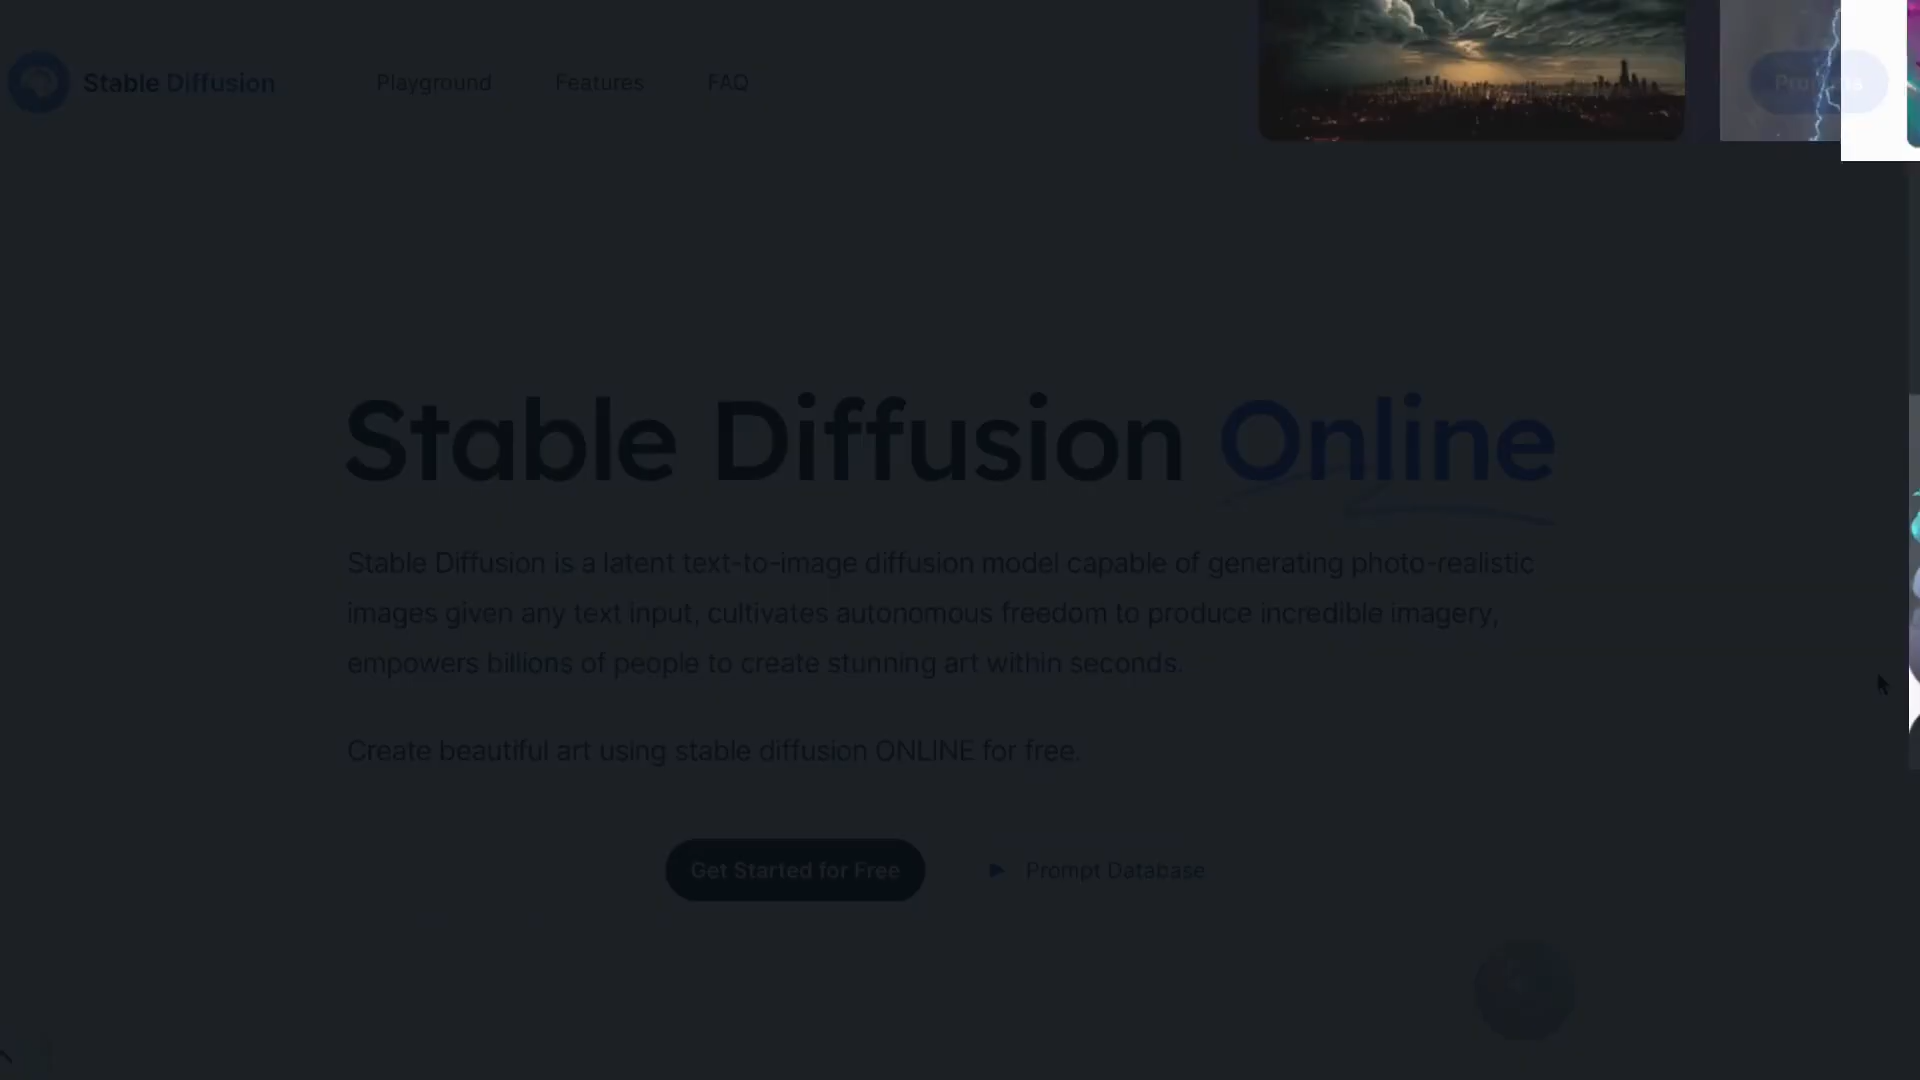 Stable Diffusion
Playground
Features
FAQ
Stable Diffusion Online
Stable Diffusion is a latent text-to-image diffusion model capable of generating photo-realistic
images given any text input, cultivates autonomous freedom to produce incredible imagery,
empowers billions of people to create stunning art within seconds.
Create beautiful art using stable diffusion ONLINE for free.
Get Started for Free
Prompt Database